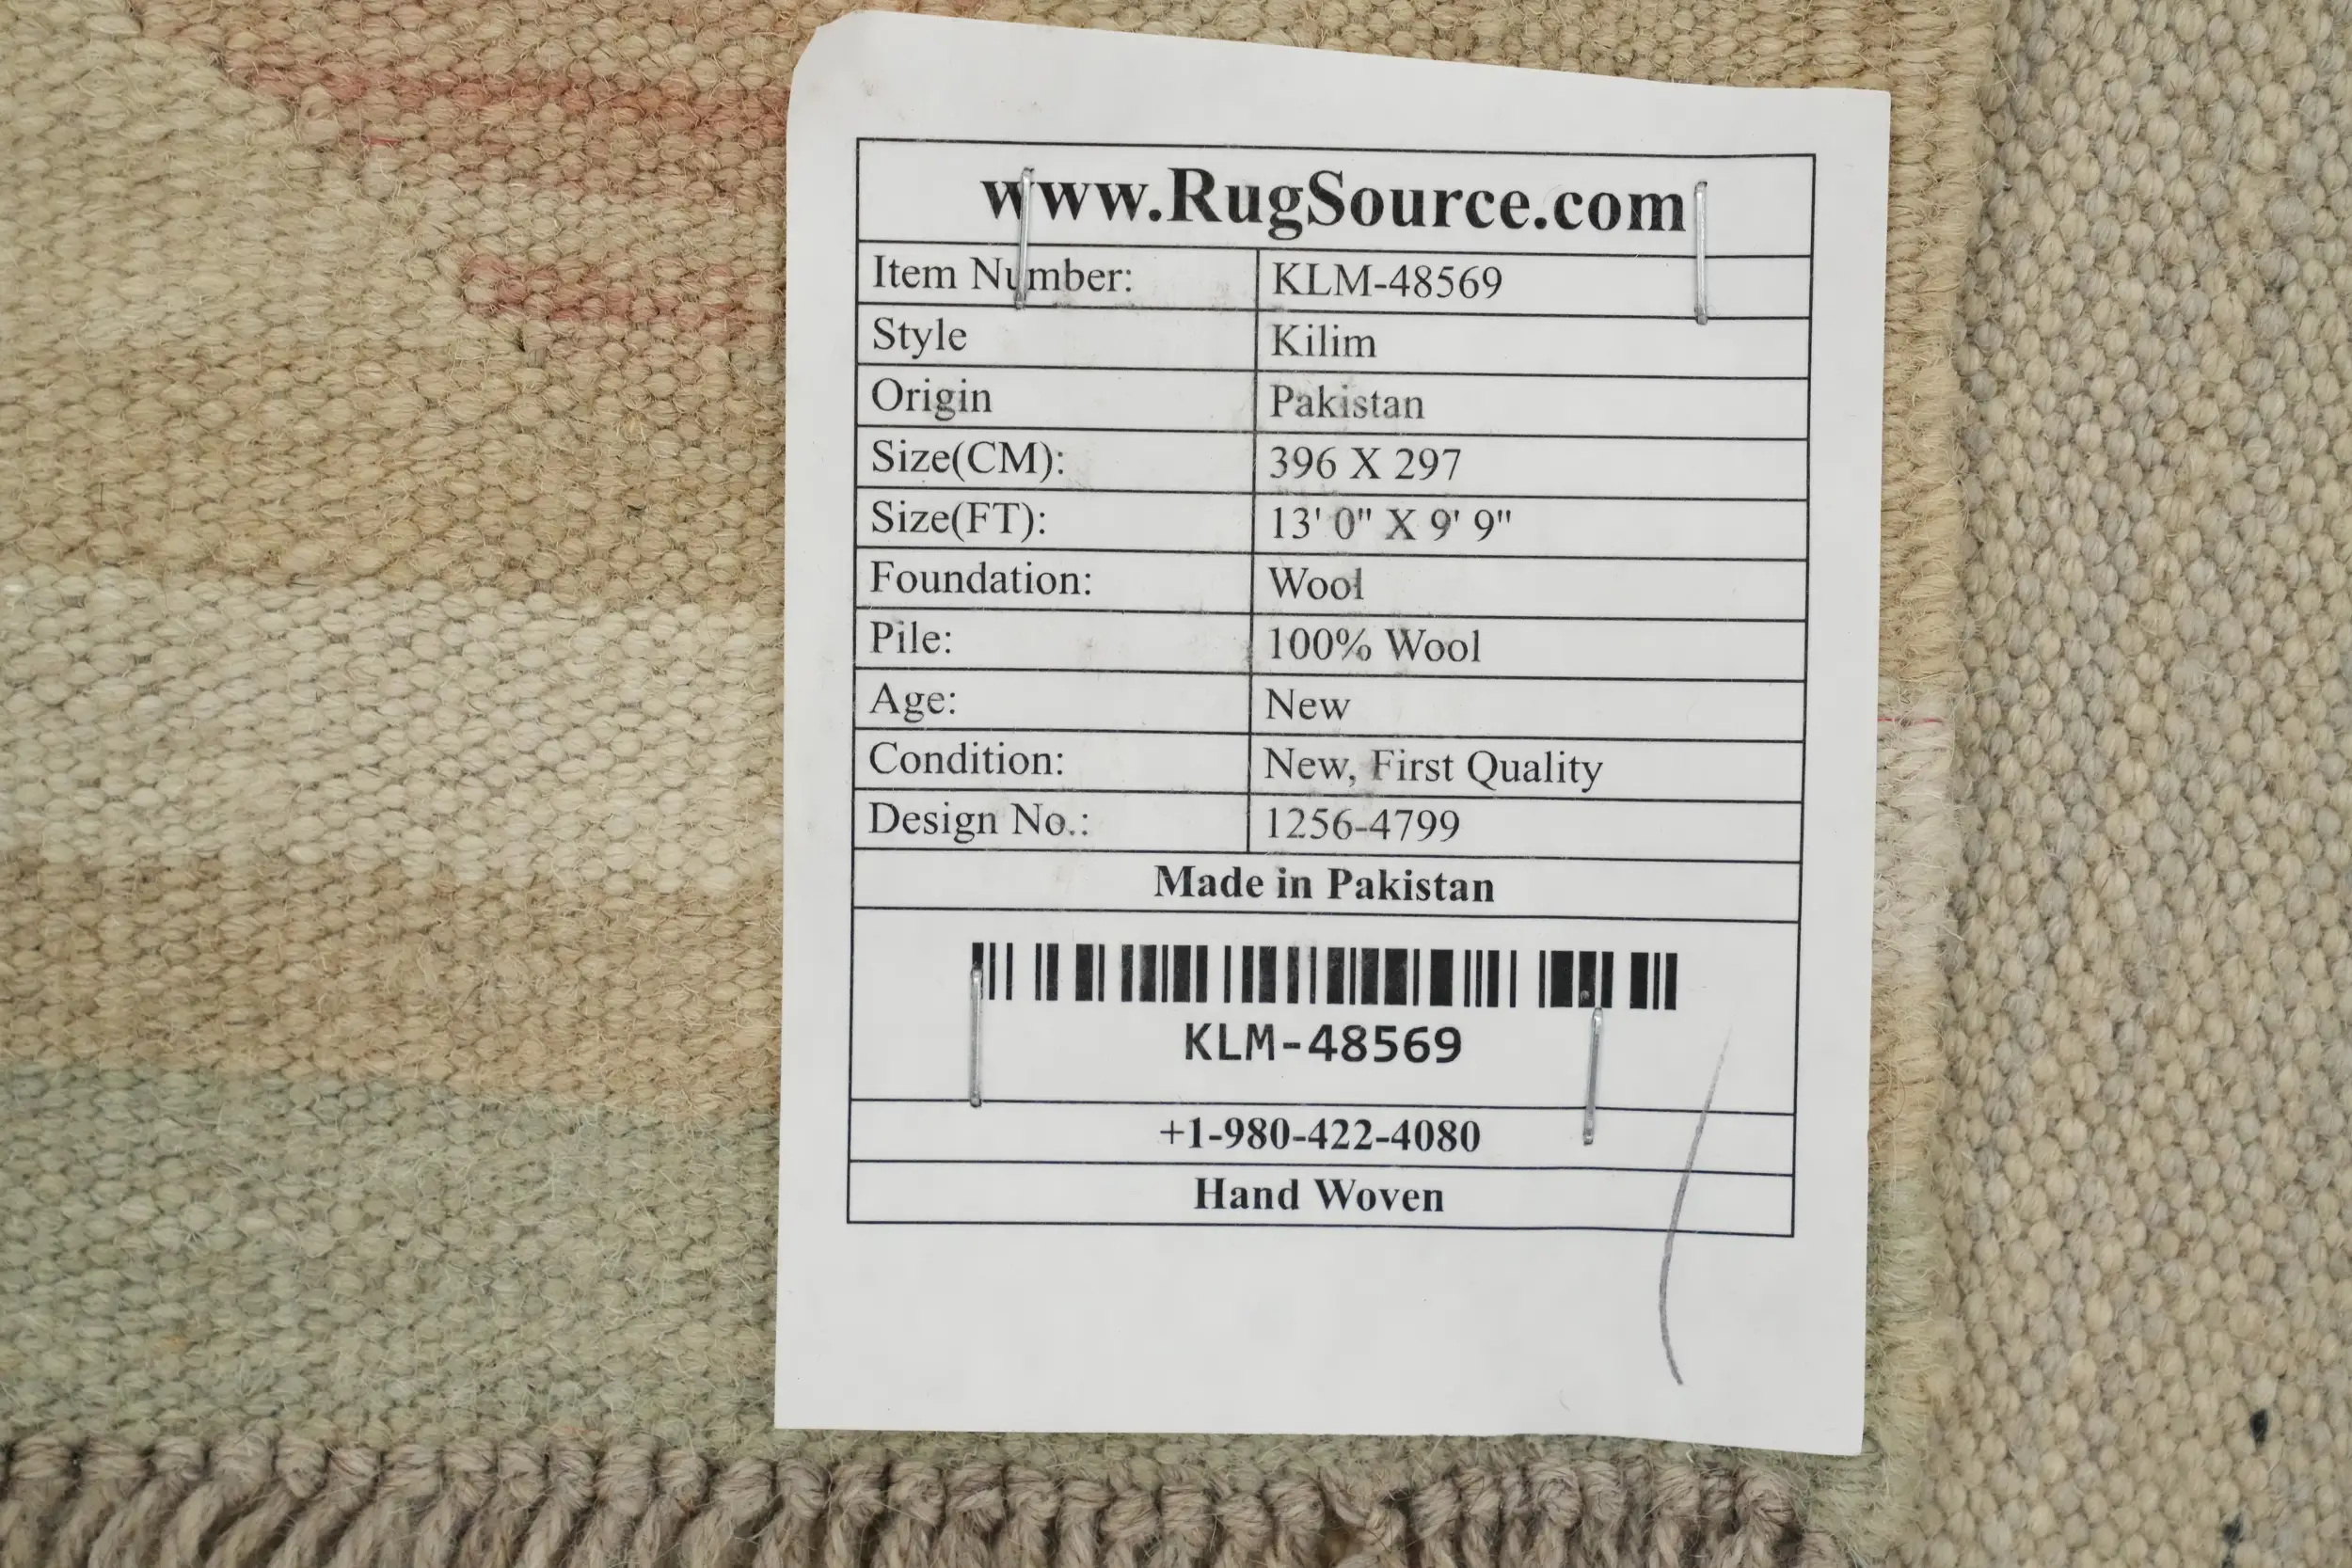 www.RugSource.com
Item Number: KLM-48569
Style Kilim
Origin Pakistan
Size(CM): 396 X 297
Size(FT): 13' 0" X 9' 9"
Foundation: Wool
Pile: 100% Wool
Age: New
Condition: New, First Quality
Design No.: 1256-4799
Made in Pakistan
KLM-48569
+1-980-422-4080
Hand Woven